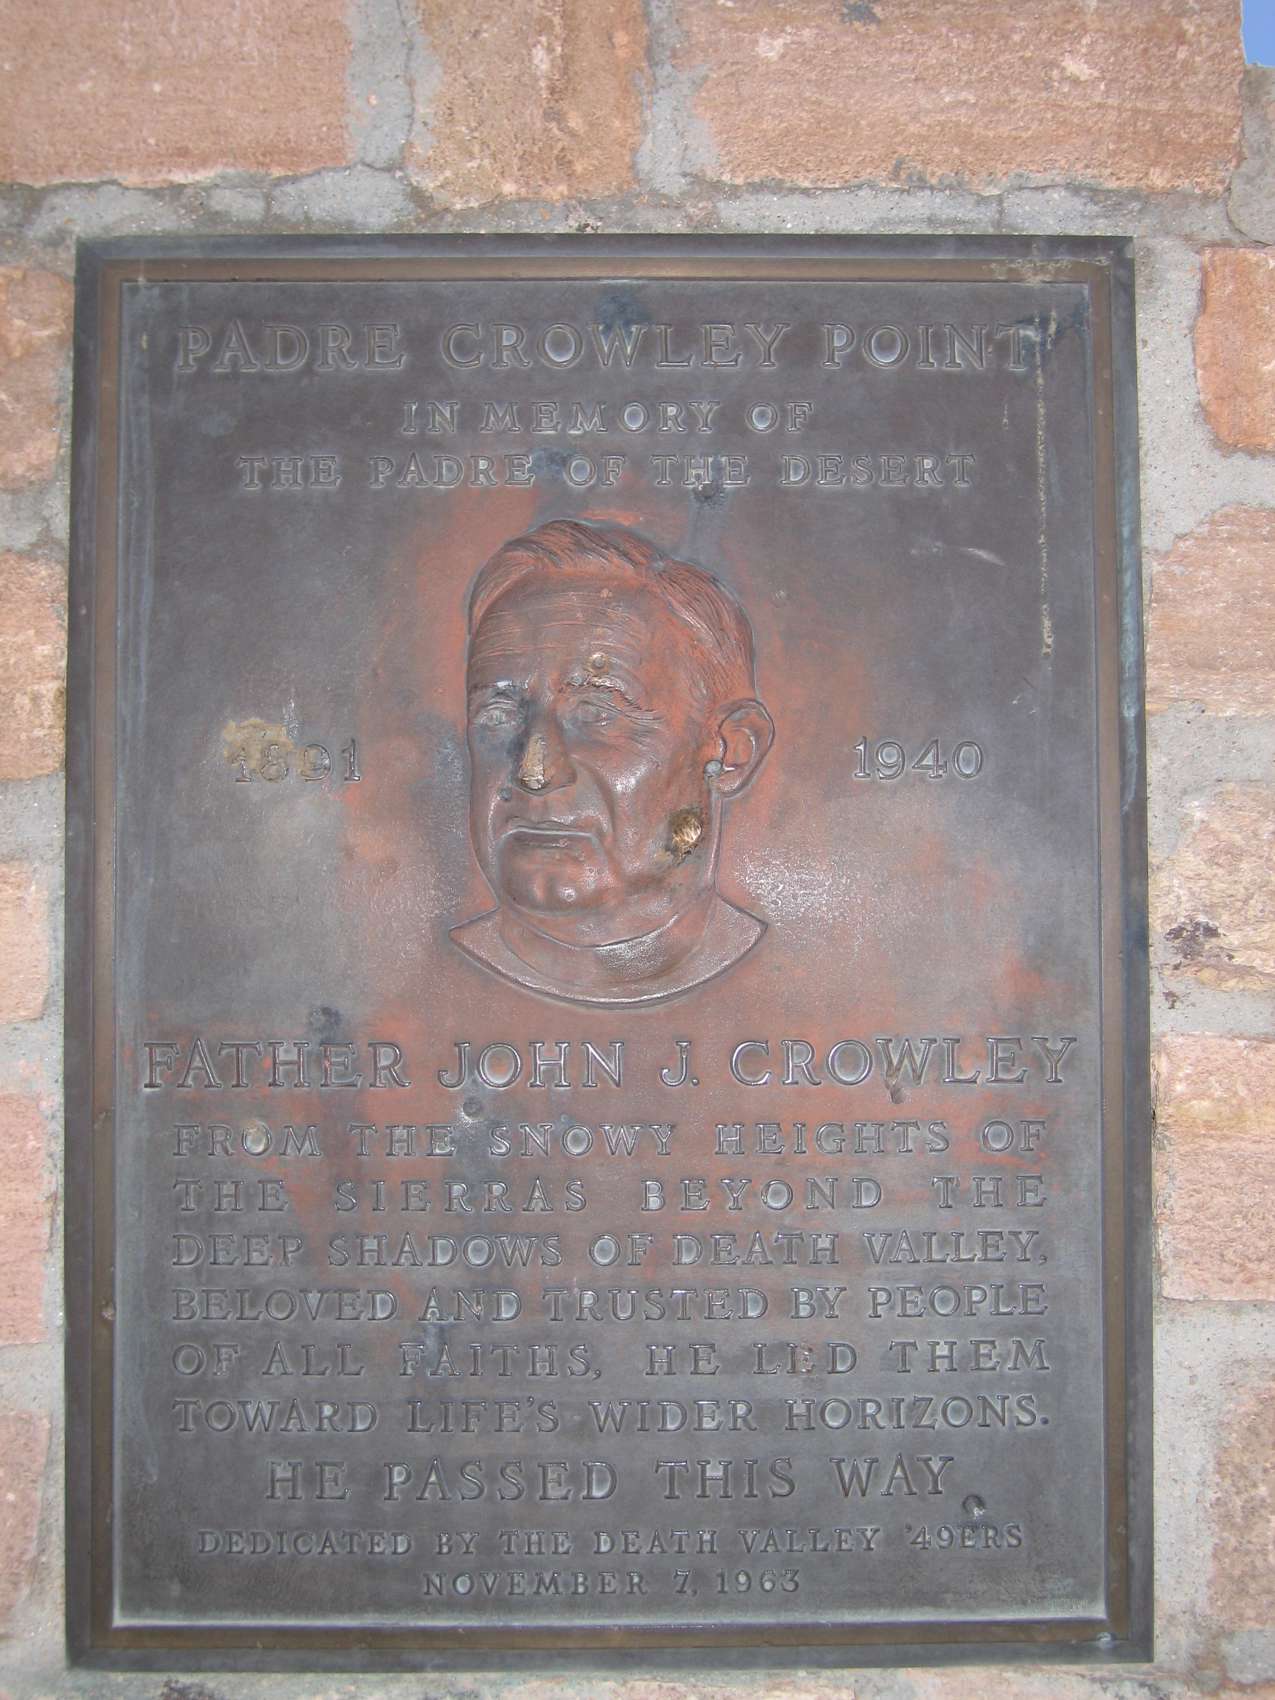 PADRE CROWLEY POINT
IN MEMORY OF
THE PADRE OF THE DESERT
1891 1940
FATHER JOHN J. CROWLEY
FROM THE SNOWY HEIGHTS OF
THE SIERRAS BEYOND THE
DEEP SHADOWS OF DEATH VALLEY,
BELOVED AND TRUSTED BY PEOPLE
OF ALL FAITHS, HE LED THEM
TOWARD LIFE'S WIDER HORIZONS.
HE PASSED THIS WAY
DEDICATED BY THE DEATH VALLEY '49ERS
NOVEMBER 7, 1963